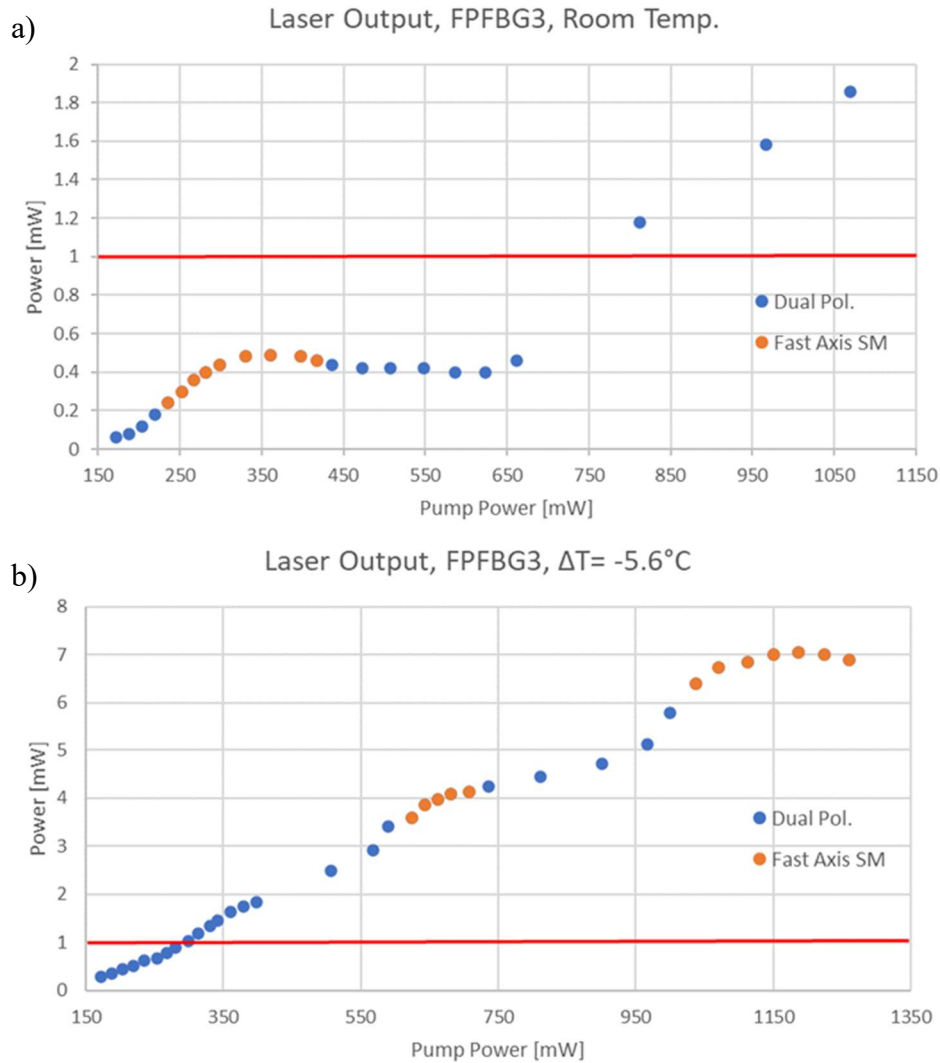 a)
Laser Output, FPFBG3, Room Temp.
2
1.8
1.6
1.4
1.2
1
0.8
0.6
0.4
0.2
0
Power [mW]
Dual Pol.
Fast Axis SM
150 250 350 450 550 650 750 850 950 1050 1150
Pump Power [mW]
b)
Laser Output, FPFBG3, ΔT= -5.6°C
8
7
6
5
4
3
2
1
0
Power [mW]
Dual Pol.
Fast Axis SM
150 350 550 750 950 1150 1350
Pump Power [mW]